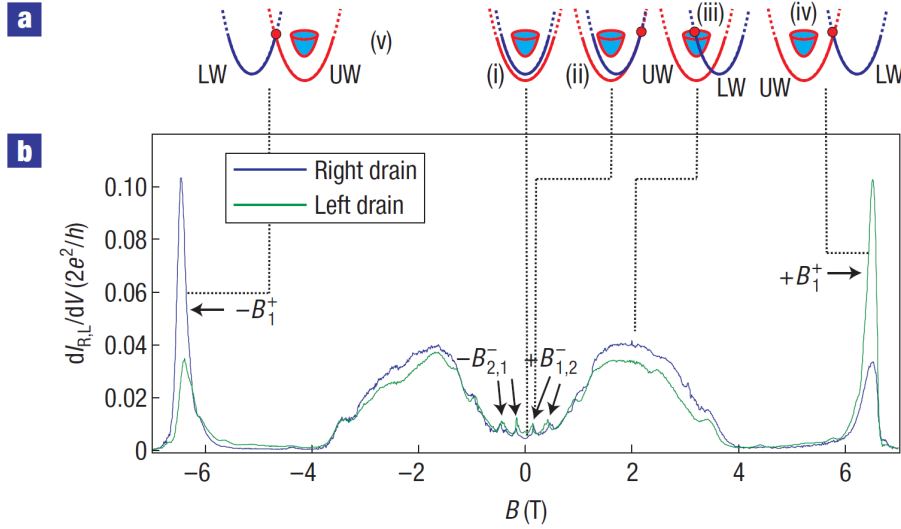 a
(v)
LW
UW
(i)
(ii)
UW
(iii)
LW
(iv)
UW
LW
b
Right drain
Left drain
dI_R,L/dV (2e²/h)
0.10
0.08
0.06
0.04
0.02
0
−B₁⁺
−B⁻₂,₁
+B⁻₁,₂
+B₁⁺
−6
−4
−2
0
2
4
6
B (T)